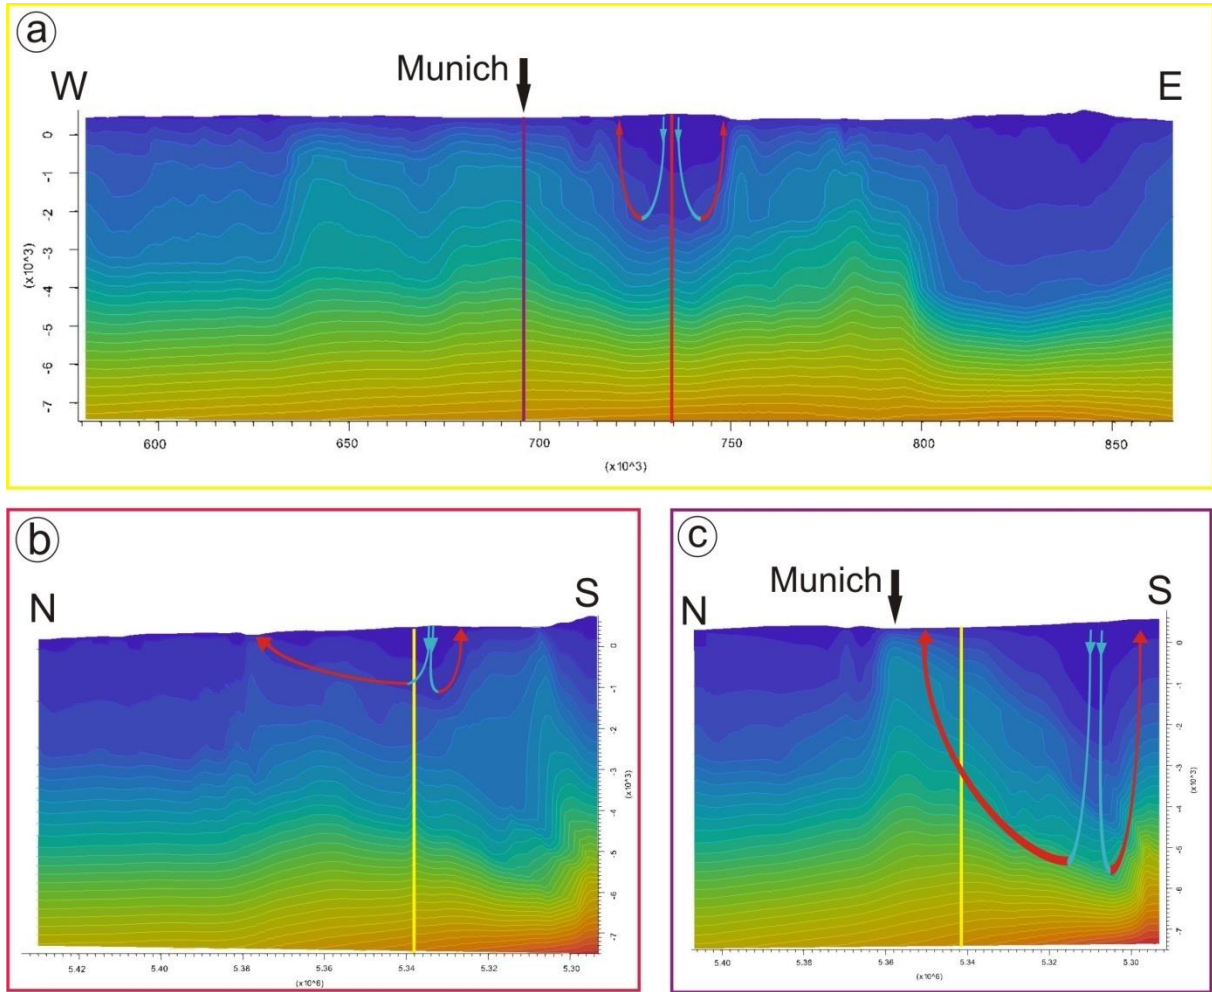 a
Munich
W
E
0
-1
-2
-3
-4
-5
-6
-7
(x10^3)
600
650
700
750
800
850
(x10^3)
b
N
S
0
-1
-2
-3
-4
-5
-6
-7
(x10^3)
5.42
5.40
5.38
5.36
5.34
5.32
5.30
(x10^6)
c
Munich
N
S
0
-1
-2
-3
-4
-5
-6
-7
(x10^3)
5.40
5.38
5.36
5.34
5.32
5.30
(x10^6)